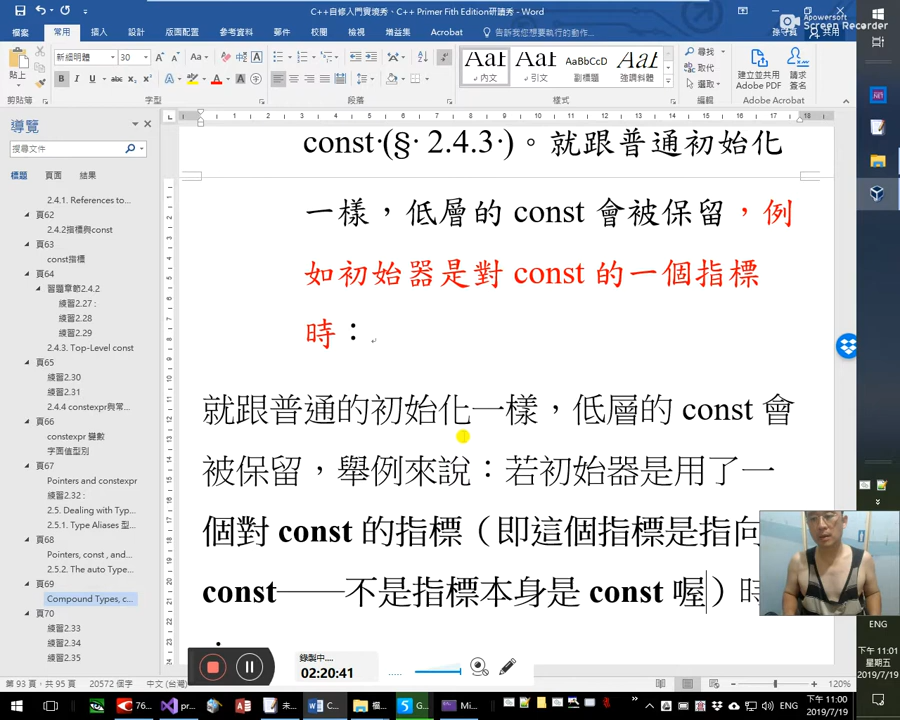 C++自修入門實境秀、C++ Primer Fith Edition研讀秀 - Word
Apowersoft
Screen Recorder
檔案 常用 插入 設計 版面配置 參考資料 郵件 校閱 檢視 增益集 Acrobat 告訴我您想要執行的動作... 孫守真 共用
貼上
新細明體 30
剪貼簿 字型 段落 樣式 編輯 Adobe Acrobat
內文 引文 副標題 強調斜體
尋找
取代
選取
建立並共用
Adobe PDF
請求
簽名
導覽
搜尋文件
標題 頁面 結果
2.4.1. References to...
頁62
2.4.2指標與const
頁63
const指標
頁64
習題章節2.4.2
練習2.27 :
練習2.28
練習2.29
2.4.3. Top-Level const
頁65
練習2.30
練習2.31
2.4.4 constexpr與常...
頁66
constexpr 變數
字面值型別
頁67
Pointers and constexpr
練習2.32 :
2.5. Dealing with Typ...
2.5.1. Type Aliases 型...
頁68
Pointers, const , and...
2.5.2. The auto Type...
頁69
Compound Types, c...
頁70
練習2.33
練習2.34
練習2.35
const (§ 2.4.3 )。就跟普通初始化
一樣，低層的 const 會被保留，例
如初始器是對 const 的一個指標
時：
就跟普通的初始化一樣，低層的 const 會
被保留，舉例來說：若初始器是用了一
個對 const 的指標（即這個指標是指向
const——不是指標本身是 const 喔）時
：
錄製中...
02:20:41
第 93 頁，共 95 頁 20572 個字 中文 (台灣) 120%
ENG
下午 11:01
星期五
2019/7/19
76...
pr...
未...
C...
檔...
G...
Mi...
ENG
下午 11:00
2019/7/19